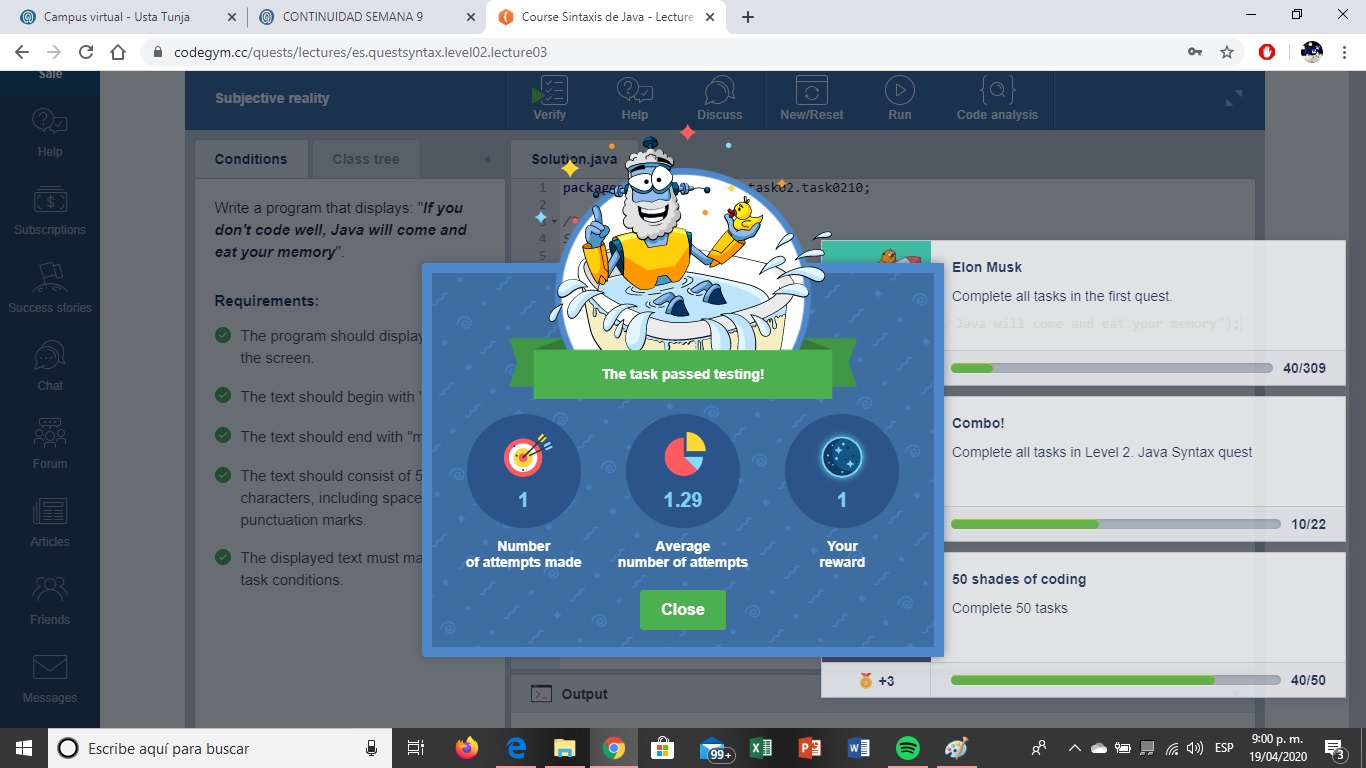 Campus virtual - Usta Tunja
CONTINUIDAD SEMANA 9
Course Sintaxis de Java - Lecture
codegym.cc/quests/lectures/es.questsyntax.level02.lecture03
Sale
Help
Subscriptions
Success stories
Chat
Forum
Articles
Friends
Messages
Subjective reality
Verify
Help
Discuss
New/Reset
Run
Code analysis
Conditions
Class tree
Write a program that displays: "If you
don't code well, Java will come and
eat your memory".
Requirements:
The program should display
the screen.
The text should begin with "
The text should end with "m
The text should consist of 5
characters, including space
punctuation marks.
The displayed text must ma
task conditions.
Solution.java
1 package task02.task0210;
2
3 /*
4
5
The task passed testing!
1
Number
of attempts made
1.29
Average
number of attempts
1
Your
reward
Close
Elon Musk
Complete all tasks in the first quest.
Java will come and eat your memory");
40/309
Combo!
Complete all tasks in Level 2. Java Syntax quest
10/22
50 shades of coding
Complete 50 tasks
+3
40/50
Output
Escribe aquí para buscar
99+
ESP
9:00 p. m.
19/04/2020
3